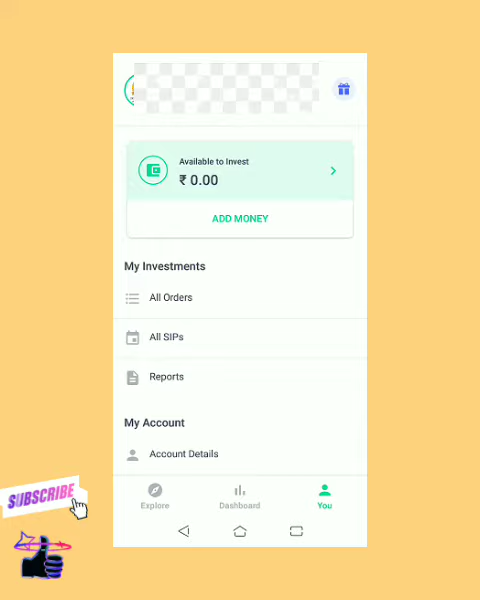 Available to Invest
₹ 0.00
ADD MONEY
My Investments
All Orders
All SIPs
Reports
My Account
Account Details
Explore
Dashboard
You
SUBSCRIBE